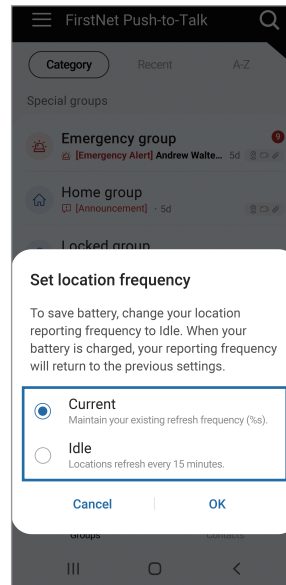 FirstNet Push-to-Talk
Category Recent A-Z
Special groups
Emergency group 9
[Emergency Alert] Andrew Walte... 5d
Home group
[Announcement] - 5d
Locked group
Set location frequency
To save battery, change your location
reporting frequency to Idle. When your
battery is charged, your reporting frequency
will return to the previous settings.
Current
Maintain your existing refresh frequency (%s).
Idle
Locations refresh every 15 minutes.
Cancel OK
Groups Contacts